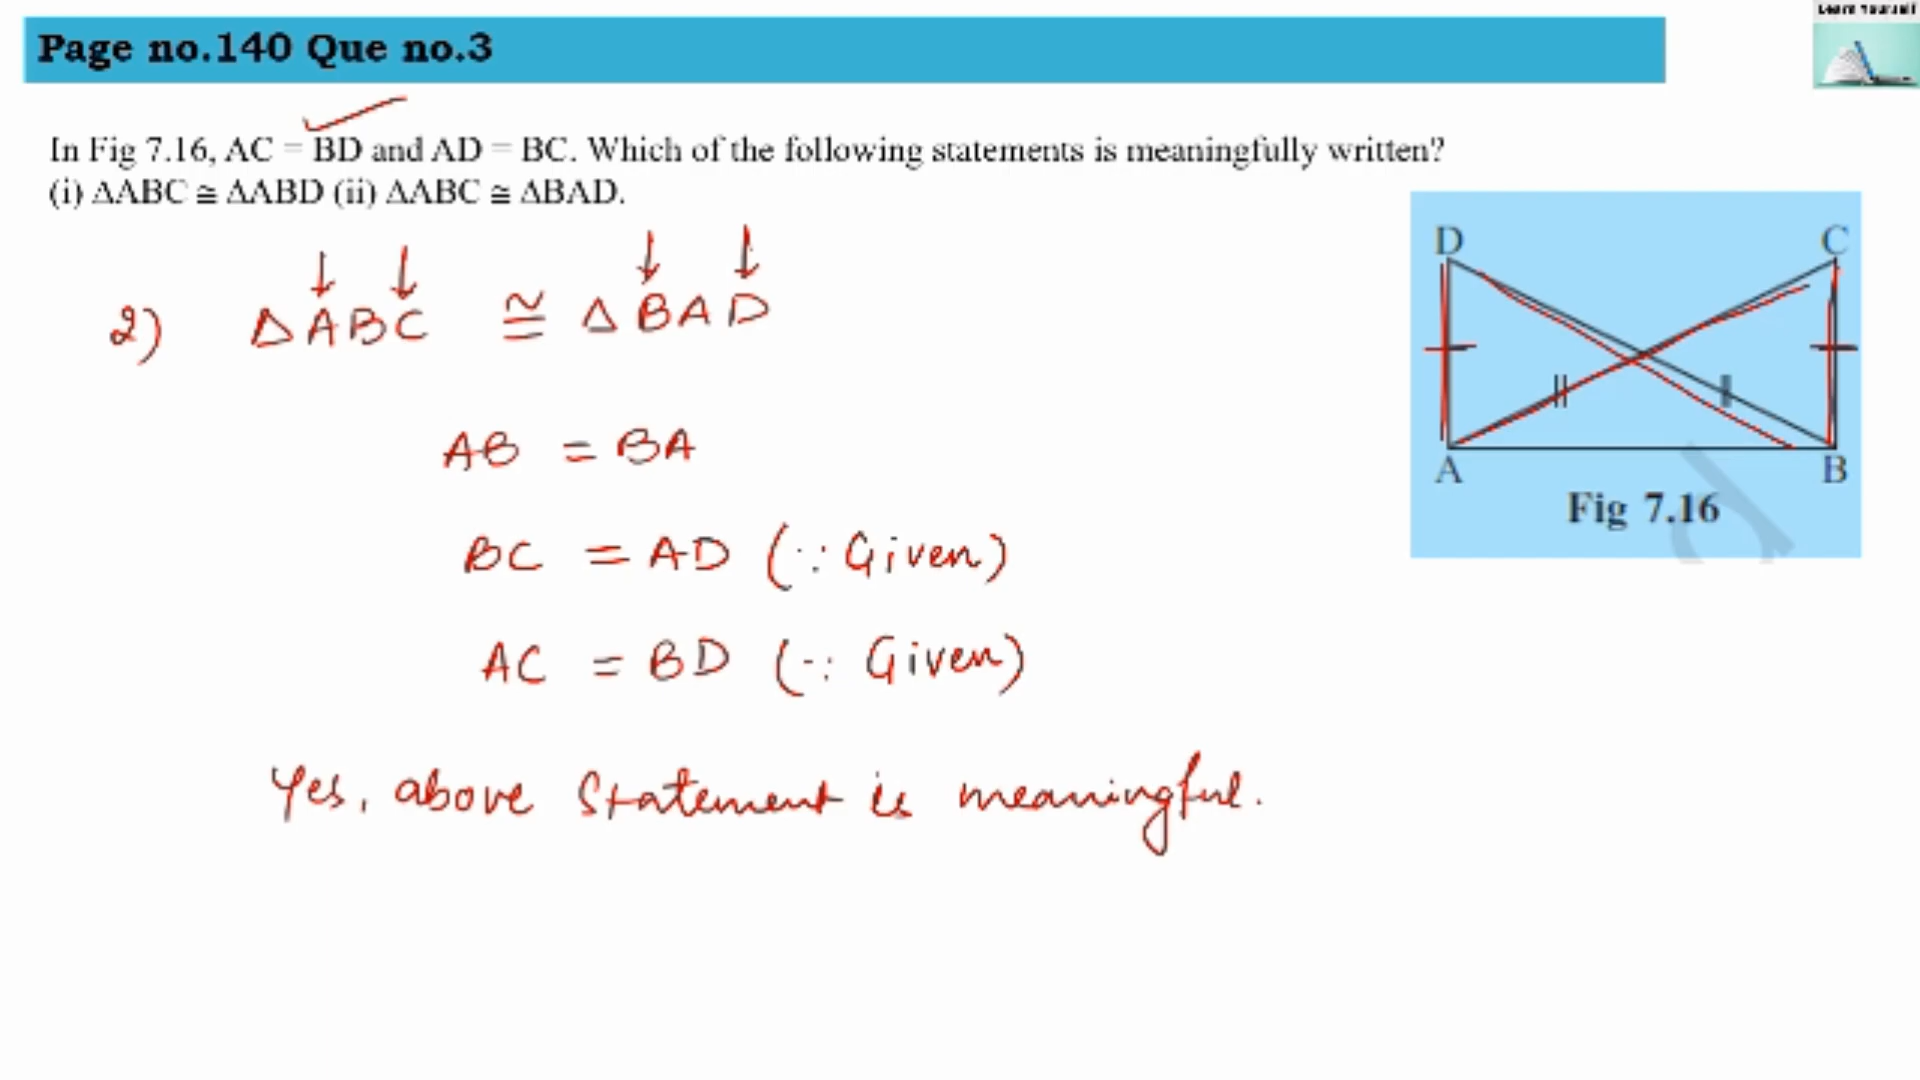 Learn Yourself
Page no.140 Que no.3
In Fig 7.16, AC = BD and AD = BC. Which of the following statements is meaningfully written?
(i) ΔABC ≅ ΔABD (ii) ΔABC ≅ ΔBAD.
2) ΔABC ≅ ΔBAD
AB = BA
BC = AD (∵ Given)
AC = BD (∵ Given)
Yes, above statement is meaningful.
D C
A B
Fig 7.16